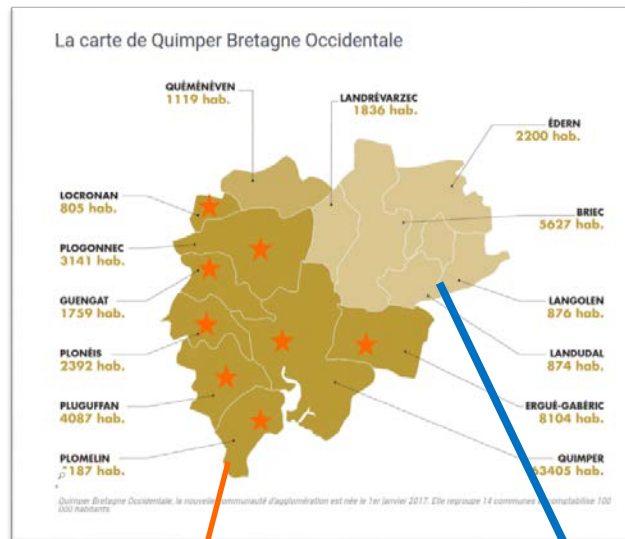 La carte de Quimper Bretagne Occidentale
QUÉMÉNÉVEN
1119 hab.
LANDRÉVARZEC
1836 hab.
ÉDERN
2200 hab.
LOCRONAN
805 hab.
BRIEC
5627 hab.
PLOGONNEC
3141 hab.
GUENGAT
1759 hab.
LANGOLEN
876 hab.
PLONÉIS
2392 hab.
LANDUDAL
874 hab.
PLUGUFFAN
4087 hab.
ERGUÉ-GABÉRIC
8104 hab.
PLOMELIN
187 hab.
QUIMPER
63405 hab.
Quimper Bretagne Occidentale, la nouvelle communauté d'agglomération est née le 1er janvier 2017. Elle regroupe 14 communes comptabilise 100
000 habitants